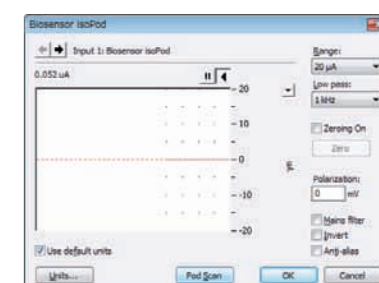 Biosensor isoPod
Input 1: Biosensor isoPod
0.052 uA
20
10
0
-10
-20
µA
Use default units
Units...
Pod Scan
Range:
20 µA
Low pass:
1 kHz
Zeroing On
Zero
Polarization:
0 mV
Mains filter
Invert
Anti-alias
OK
Cancel